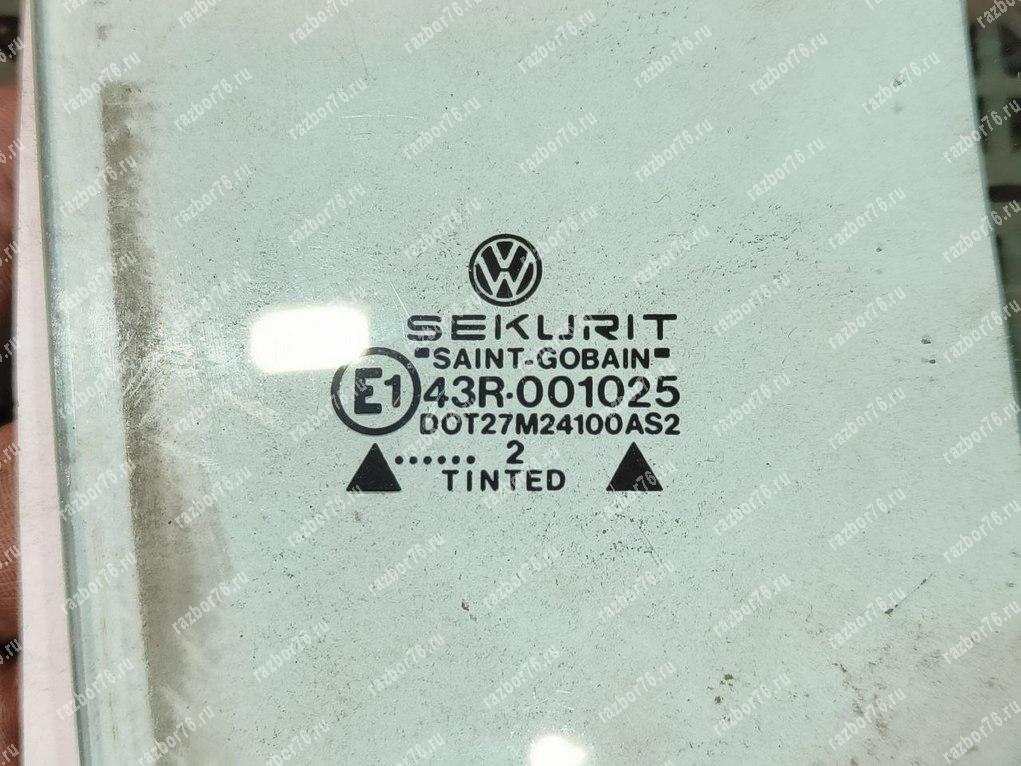 SEKURIT
"SAINT-GOBAIN"
E1 43R·001025
DOT27M24100AS2
...... 2
TINTED
razbor76.ru